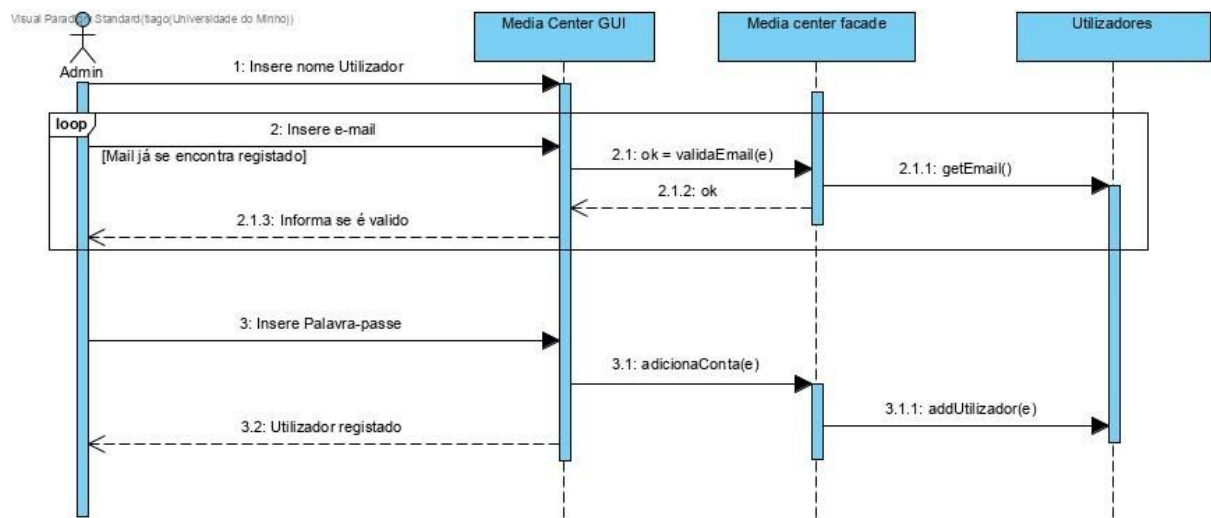 Visual Paradigm Standard(tiago(Universidade do Minho))
Media Center GUI
Media center facade
Utilizadores
Admin
1: Insere nome Utilizador
loop
2: Insere e-mail
[Mail já se encontra registado]
2.1: ok = validaEmail(e)
2.1.1: getEmail()
2.1.2: ok
2.1.3: Informa se é valido
3: Insere Palavra-passe
3.1: adicionaConta(e)
3.1.1: addUtilizador(e)
3.2: Utilizador registado